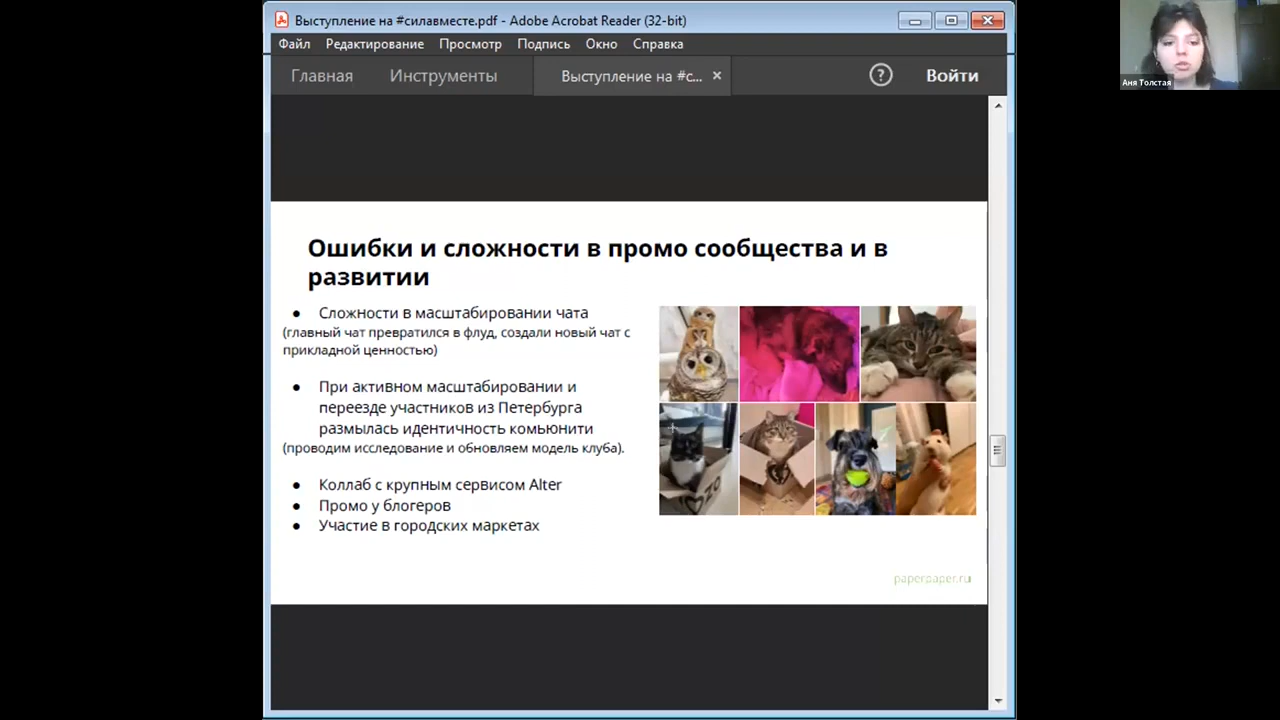 Выступление на #силавместе.pdf - Adobe Acrobat Reader (32-bit)
Файл Редактирование Просмотр Подпись Окно Справка
Главная Инструменты Выступление на #с... × ? Войти
Аня Толстая
Ошибки и сложности в промо сообщества и в
развитии
● Сложности в масштабировании чата
(главный чат превратился в флуд, создали новый чат с
прикладной ценностью)
● При активном масштабировании и
переезде участников из Петербурга
размылась идентичность комьюнити
(проводим исследование и обновляем модель клуба).
● Коллаб с крупным сервисом Alter
● Промо у блогеров
● Участие в городских маркетах
paperpaper.ru